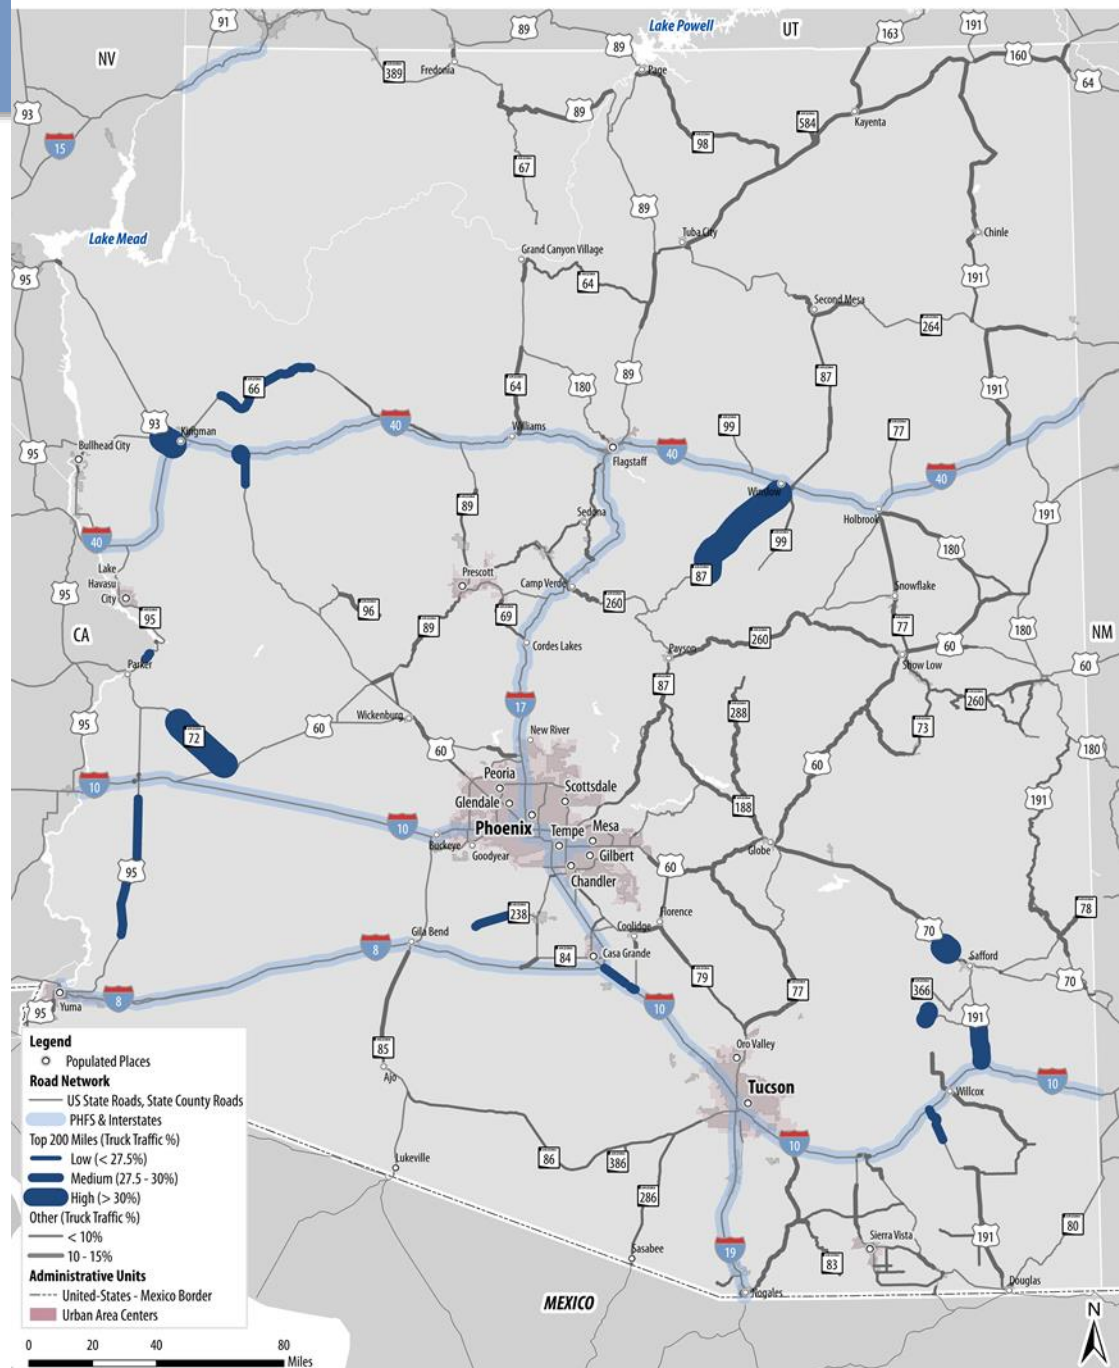 91
89
Lake Powell
UT
163
191
NV
389
Fredonia
89
Page
160
93
89
64
Kayenta
584
15
98
67
89
Lake Mead
Tuba City
Chinle
Grand Canyon Village
95
64
191
Second Mesa
264
66
64
180
89
87
191
93
Kingman
40
Williams
99
77
Bullhead City
95
Flagstaff
40
40
Winslow
89
Holbrook
191
Sedona
40
99
180
Lake
Havasu
City
95
Prescott
Camp Verde
87
260
Snowflake
95
96
69
89
77
180
CA
Cordes Lakes
260
60
NM
Parker
Payson
Show Low
60
87
260
17
288
95
72
Wickenburg
60
New River
73
180
60
60
Peoria
Scottsdale
10
Glendale
191
188
10
Phoenix
Tempe
Mesa
Buckeye
Goodyear
Gilbert
Globe
95
60
Chandler
238
Florence
78
Coolidge
70
Gila Bend
8
84
Casa Grande
Safford
79
77
70
366
Yuma
8
10
191
95
Oro Valley
85
Ajo
Tucson
10
Willcox
10
86
386
Lukeville
286
Sierra Vista
80
191
83
19
Sasabee
Douglas
Nogales
MEXICO
N
Legend
Populated Places
Road Network
US State Roads, State County Roads
PHFS & Interstates
Top 200 Miles (Truck Traffic %)
Low (< 27.5%)
Medium (27.5 - 30%)
High (> 30%)
Other (Truck Traffic %)
< 10%
10 - 15%
Administrative Units
United-States - Mexico Border
Urban Area Centers
0 20 40 80
Miles